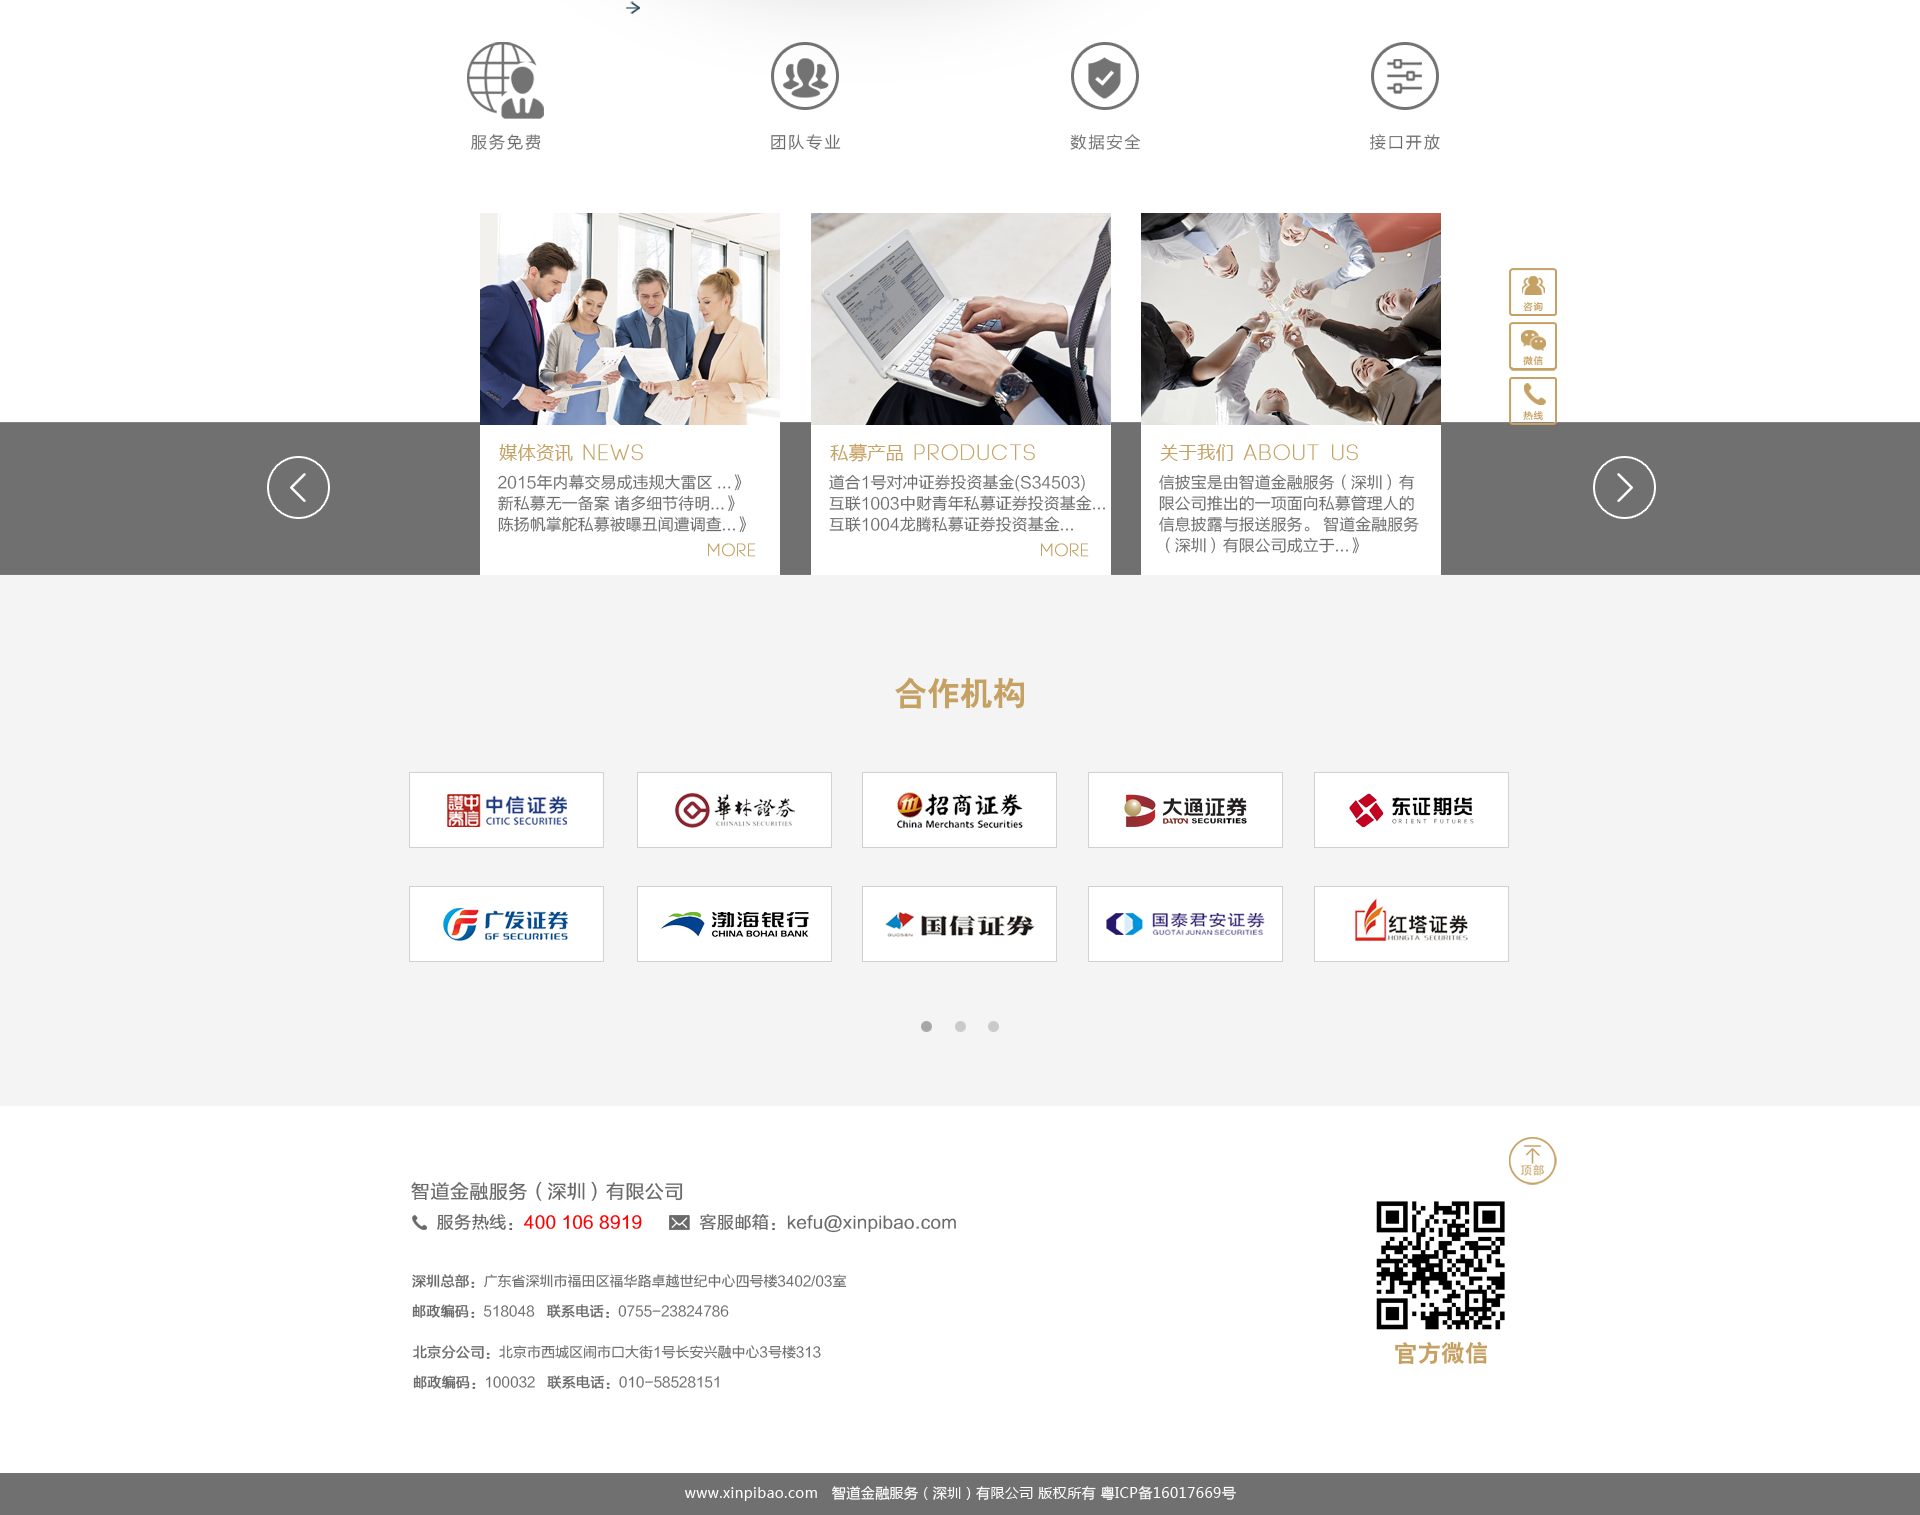 服务免费
团队专业
数据安全
接口开放
咨询
微信
热线
媒体资讯 NEWS
2015年内幕交易成违规大雷区 ...》
新私募无一备案 诸多细节待明...》
陈扬帆掌舵私募被曝丑闻遭调查...》
MORE
私募产品 PRODUCTS
道合1号对冲证券投资基金(S34503)
互联1003中财青年私募证券投资基金...
互联1004龙腾私募证券投资基金...
MORE
关于我们 ABOUT US
信披宝是由智道金融服务（深圳）有
限公司推出的一项面向私募管理人的
信息披露与报送服务。 智道金融服务
（深圳）有限公司成立于...》
合作机构
中信證券
中信证券
CITIC SECURITIES
華林證券
CHINALIN SECURITIES
招商证券
China Merchants Securities
大通证券
DATON SECURITIES
东证期货
ORIENT FUTURES
广发证券
GF SECURITIES
渤海银行
CHINA BOHAI BANK
GUOSEN
国信证券
国泰君安证券
GUOTAI JUNAN SECURITIES
红塔证券
HONGTA SECURITIES
顶部
智道金融服务（深圳）有限公司
服务热线：400 106 8919 客服邮箱：kefu@xinpibao.com
深圳总部：广东省深圳市福田区福华路卓越世纪中心四号楼3402/03室
邮政编码：518048 联系电话：0755-23824786
北京分公司：北京市西城区闹市口大街1号长安兴融中心3号楼313
邮政编码：100032 联系电话：010-58528151
官方微信
www.xinpibao.com 智道金融服务（深圳）有限公司 版权所有 粤ICP备16017669号